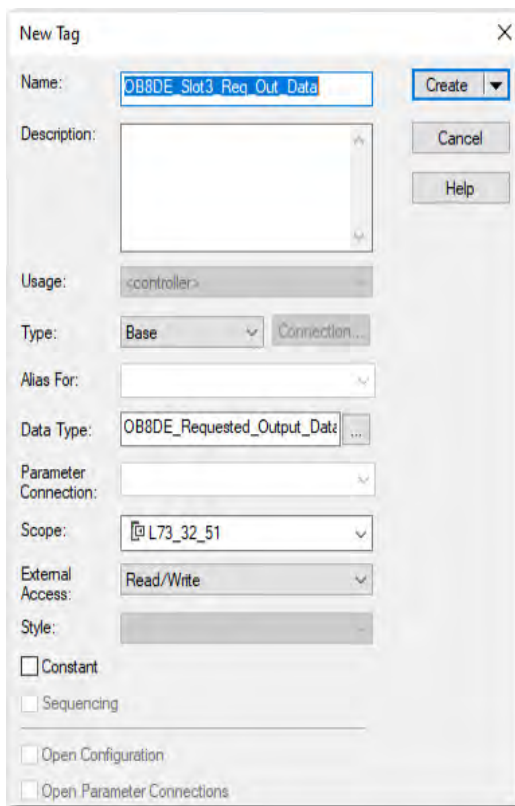 New Tag
Name:
OB8DE_Slot3_Req_Out_Data
Create
Description:
Cancel
Help
Usage:
<controller>
Type:
Base
Connection...
Alias For:
Data Type:
OB8DE_Requested_Output_Data
...
Parameter
Connection:
Scope:
L73_32_51
External
Access:
Read/Write
Style:
Constant
Sequencing
Open Configuration
Open Parameter Connections